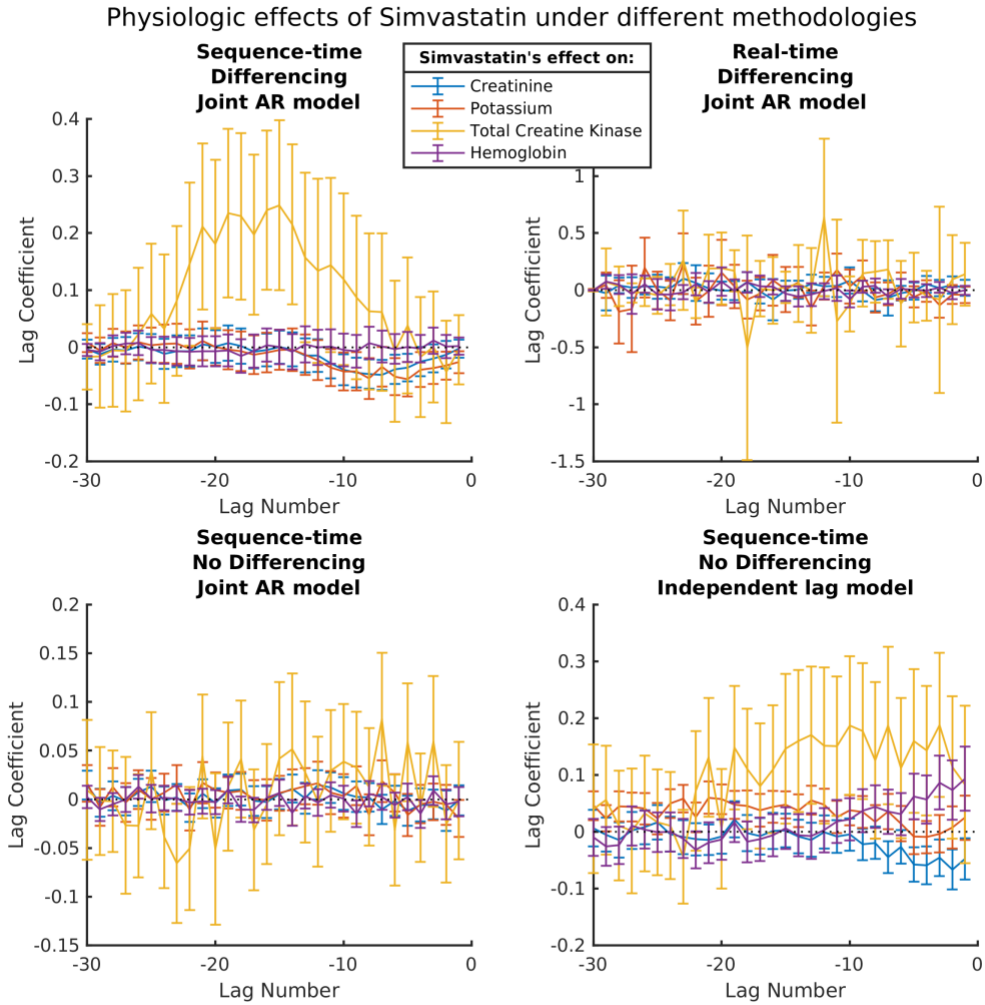 Physiologic effects of Simvastatin under different methodologies
Sequence-time
Differencing
Joint AR model
Simvastatin's effect on:
Creatinine
Potassium
Total Creatine Kinase
Hemoglobin
Real-time
Differencing
Joint AR model
0.4
0.3
0.2
0.1
0
-0.1
-0.2
Lag Coefficient
-30
-20
-10
0
Lag Number
1
0.5
0
-0.5
-1
-1.5
Lag Coefficient
-30
-20
-10
0
Lag Number
Sequence-time
No Differencing
Joint AR model
0.2
0.15
0.1
0.05
0
-0.05
-0.1
-0.15
Lag Coefficient
-30
-20
-10
0
Lag Number
Sequence-time
No Differencing
Independent lag model
0.4
0.3
0.2
0.1
0
-0.1
-0.2
Lag Coefficient
-30
-20
-10
0
Lag Number